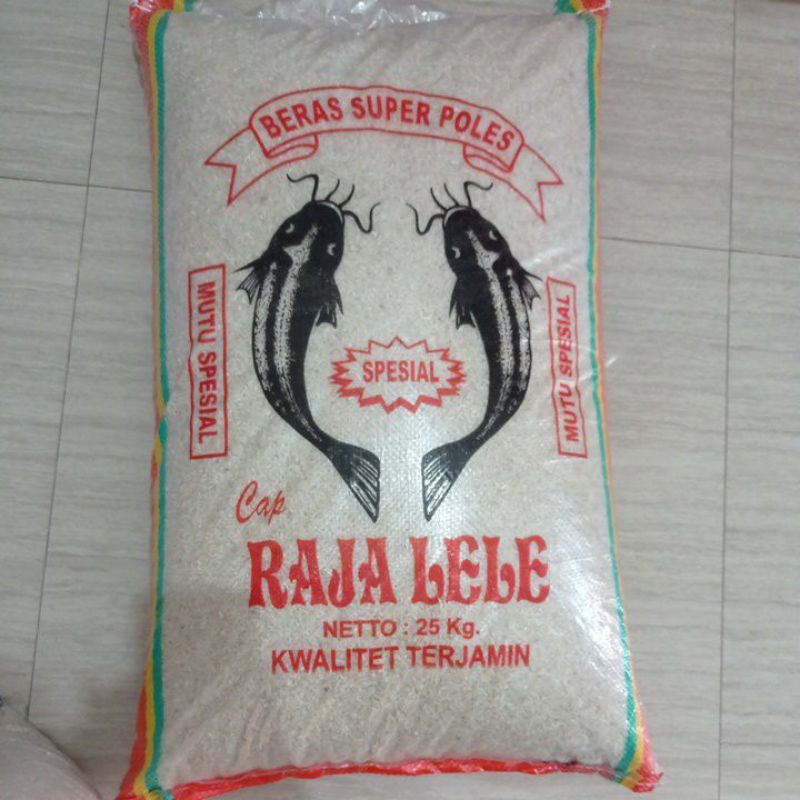 BERAS SUPER POLES
MUTU SPESIAL
SPESIAL
MUTU SPESIAL
Cap
RAJA LELE
NETTO : 25 Kg.
KWALITET TERJAMIN